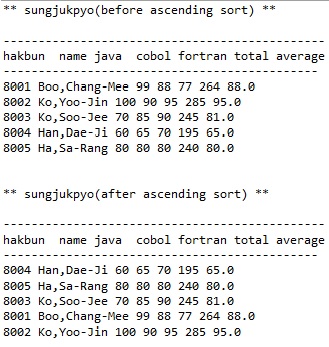 ** sungjukpyo(before ascending sort) **
---------------------------------------------
hakbun  name java  cobol fortran total average
---------------------------------------------
8001 Boo,Chang-Mee 99 88 77 264 88.0
8002 Ko,Yoo-Jin 100 90 95 285 95.0
8003 Ko,Soo-Jee 70 85 90 245 81.0
8004 Han,Dae-Ji 60 65 70 195 65.0
8005 Ha,Sa-Rang 80 80 80 240 80.0
** sungjukpyo(after ascending sort) **
---------------------------------------------
hakbun  name java  cobol fortran total average
---------------------------------------------
8004 Han,Dae-Ji 60 65 70 195 65.0
8005 Ha,Sa-Rang 80 80 80 240 80.0
8003 Ko,Soo-Jee 70 85 90 245 81.0
8001 Boo,Chang-Mee 99 88 77 264 88.0
8002 Ko,Yoo-Jin 100 90 95 285 95.0